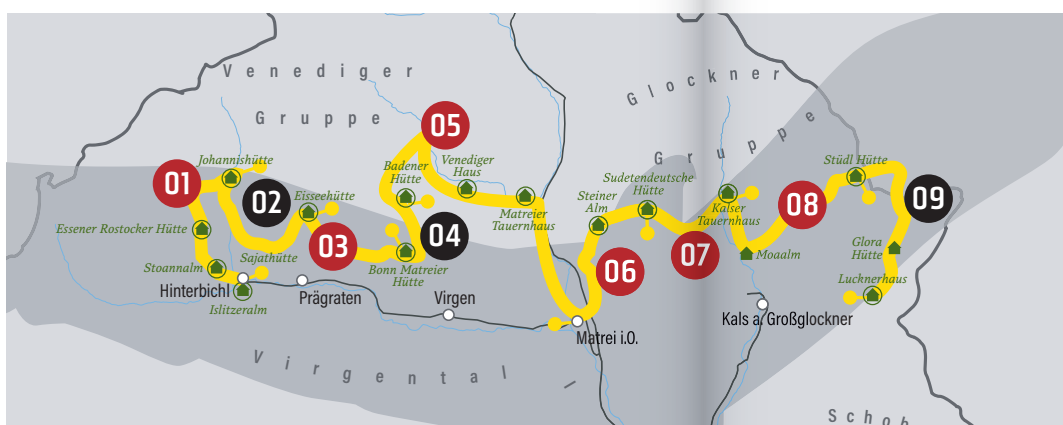 Venediger
Gruppe
Glockner
Gruppe
01
02
03
04
05
06
07
08
09
Johannishütte
Essener Rostocker Hütte
Stoannalm
Hinterbichl
Islitzeralm
Sajathütte
Eisseehütte
Prägraten
Badener
Hütte
Bonn Matreier
Hütte
Virgen
Venediger
Haus
Matreier
Tauernhaus
Matrei i.O.
Steiner
Alm
Sudetendeutsche
Hütte
Kalser
Tauernhaus
Moaalm
Kals a. Großglockner
Stüdl Hütte
Glora
Hütte
Luchnerhaus
Virgental
Schob